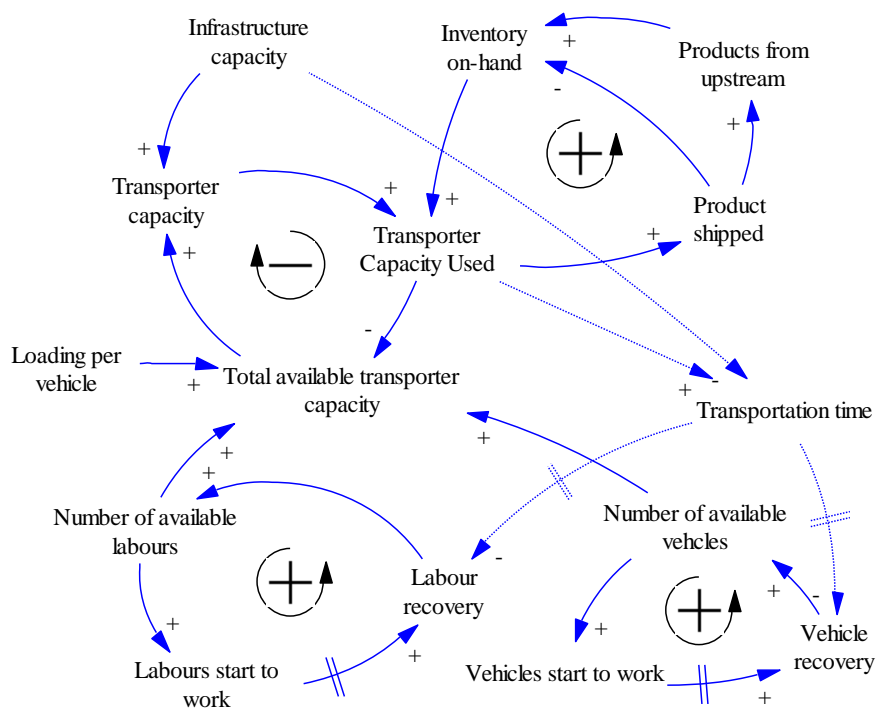 Infrastructure
capacity
Inventory
on-hand
Products from
upstream
+
-
+
+
Transporter
capacity
+
+
Product
shipped
+
+
Transporter
Capacity Used
-
Loading per
vehicle
+
Total available transporter
capacity
+
-
Transportation time
+
+
+
Number of available
labours
Number of available
vehcles
-
Labour
recovery
+
-
+
+
Vehicle
recovery
+
Labours start to
work
Vehicles start to work
+